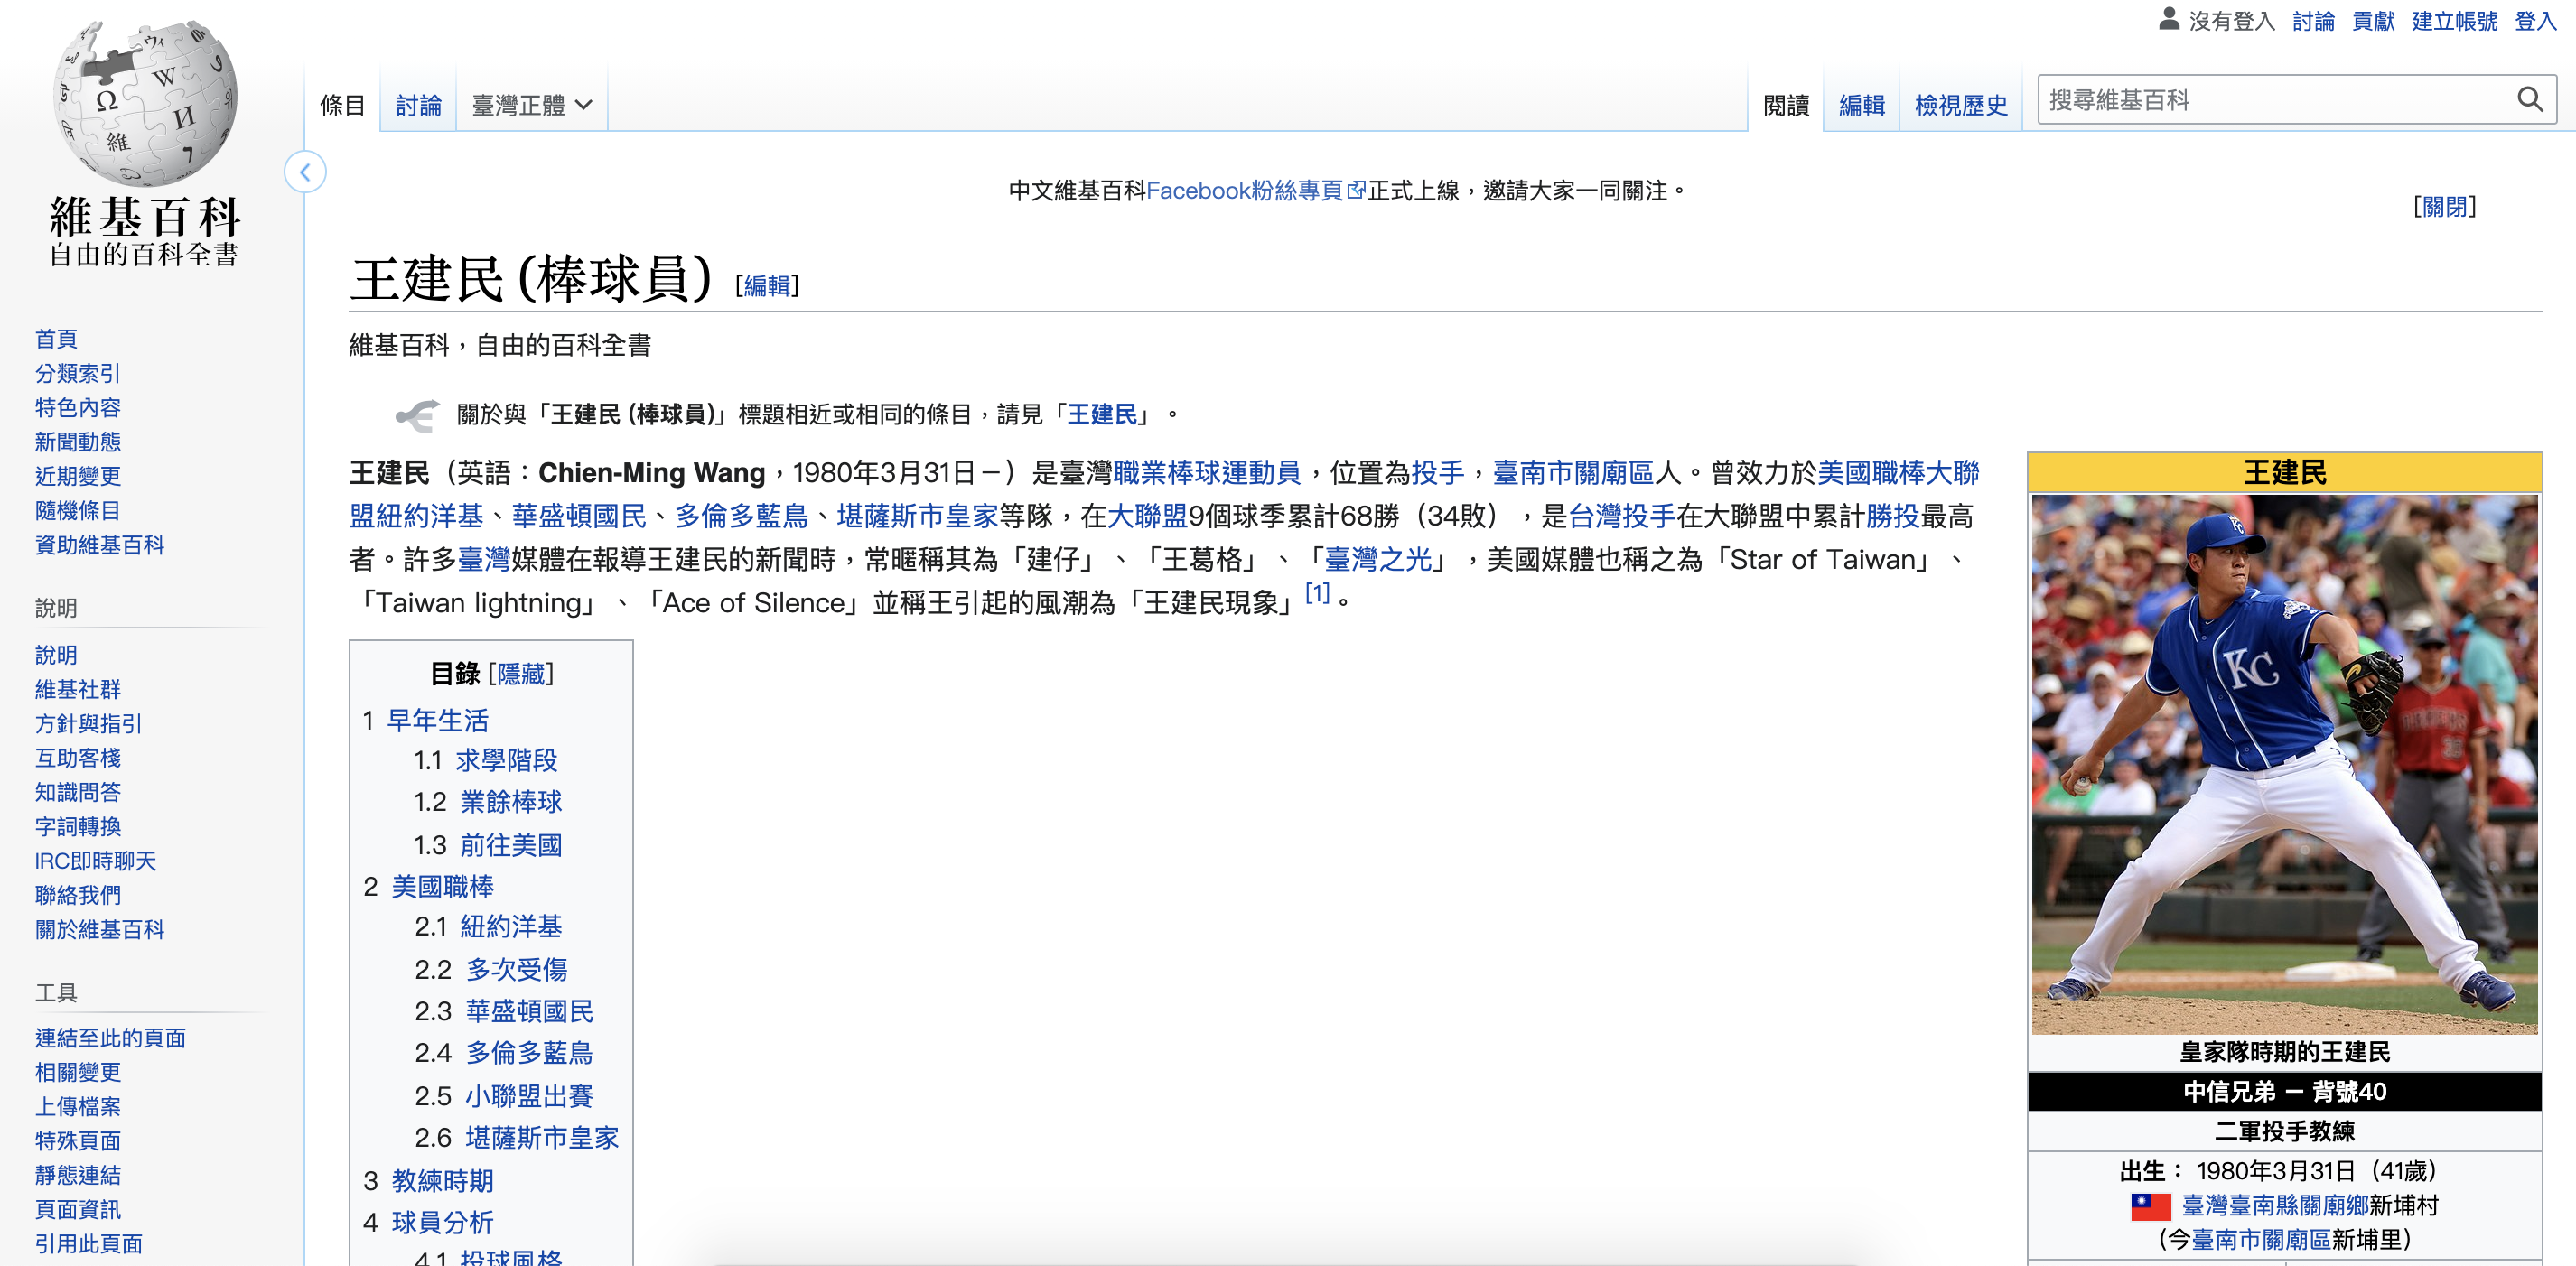 沒有登入 討論 貢獻 建立帳號 登入
條目 討論 臺灣正體 閱讀 編輯 檢視歷史 搜尋維基百科
維基百科
自由的百科全書
中文維基百科Facebook粉絲專頁正式上線，邀請大家一同關注。
[關閉]
王建民 (棒球員) [編輯]
維基百科，自由的百科全書
關於與「王建民 (棒球員)」標題相近或相同的條目，請見「王建民」。
王建民（英語：Chien-Ming Wang，1980年3月31日－）是臺灣職業棒球運動員，位置為投手，臺南市關廟區人。曾效力於美國職棒大聯
盟紐約洋基、華盛頓國民、多倫多藍鳥、堪薩斯市皇家等隊，在大聯盟9個球季累計68勝（34敗），是台灣投手在大聯盟中累計勝投最高
者。許多臺灣媒體在報導王建民的新聞時，常暱稱其為「建仔」、「王葛格」、「臺灣之光」，美國媒體也稱之為「Star of Taiwan」、
「Taiwan lightning」、「Ace of Silence」並稱王引起的風潮為「王建民現象」[1]。
目錄 [隱藏]
1 早年生活
1.1 求學階段
1.2 業餘棒球
1.3 前往美國
2 美國職棒
2.1 紐約洋基
2.2 多次受傷
2.3 華盛頓國民
2.4 多倫多藍鳥
2.5 小聯盟出賽
2.6 堪薩斯市皇家
3 教練時期
4 球員分析
4.1 投球風格
王建民
KC
皇家隊時期的王建民
中信兄弟 － 背號40
二軍投手教練
出生： 1980年3月31日（41歲）
臺灣臺南縣關廟鄉新埔村
（今臺南市關廟區新埔里）
首頁
分類索引
特色內容
新聞動態
近期變更
隨機條目
資助維基百科
說明
說明
維基社群
方針與指引
互助客棧
知識問答
字詞轉換
IRC即時聊天
聯絡我們
關於維基百科
工具
連結至此的頁面
相關變更
上傳檔案
特殊頁面
靜態連結
頁面資訊
引用此頁面